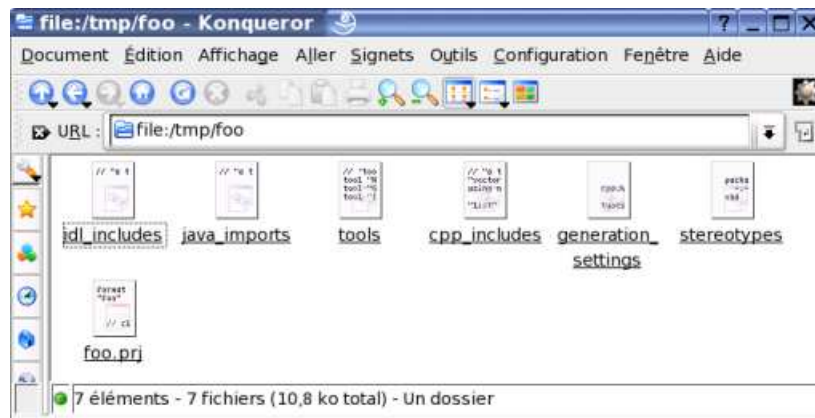 file:/tmp/foo - Konqueror
Document Édition Affichage Aller Signets Outils Configuration Fenêtre Aide
URL : file:/tmp/foo
idl_includes java_imports tools cpp_includes generation_ stereotypes
settings
foo.prj
7 éléments - 7 fichiers (10,8 ko total) - Un dossier